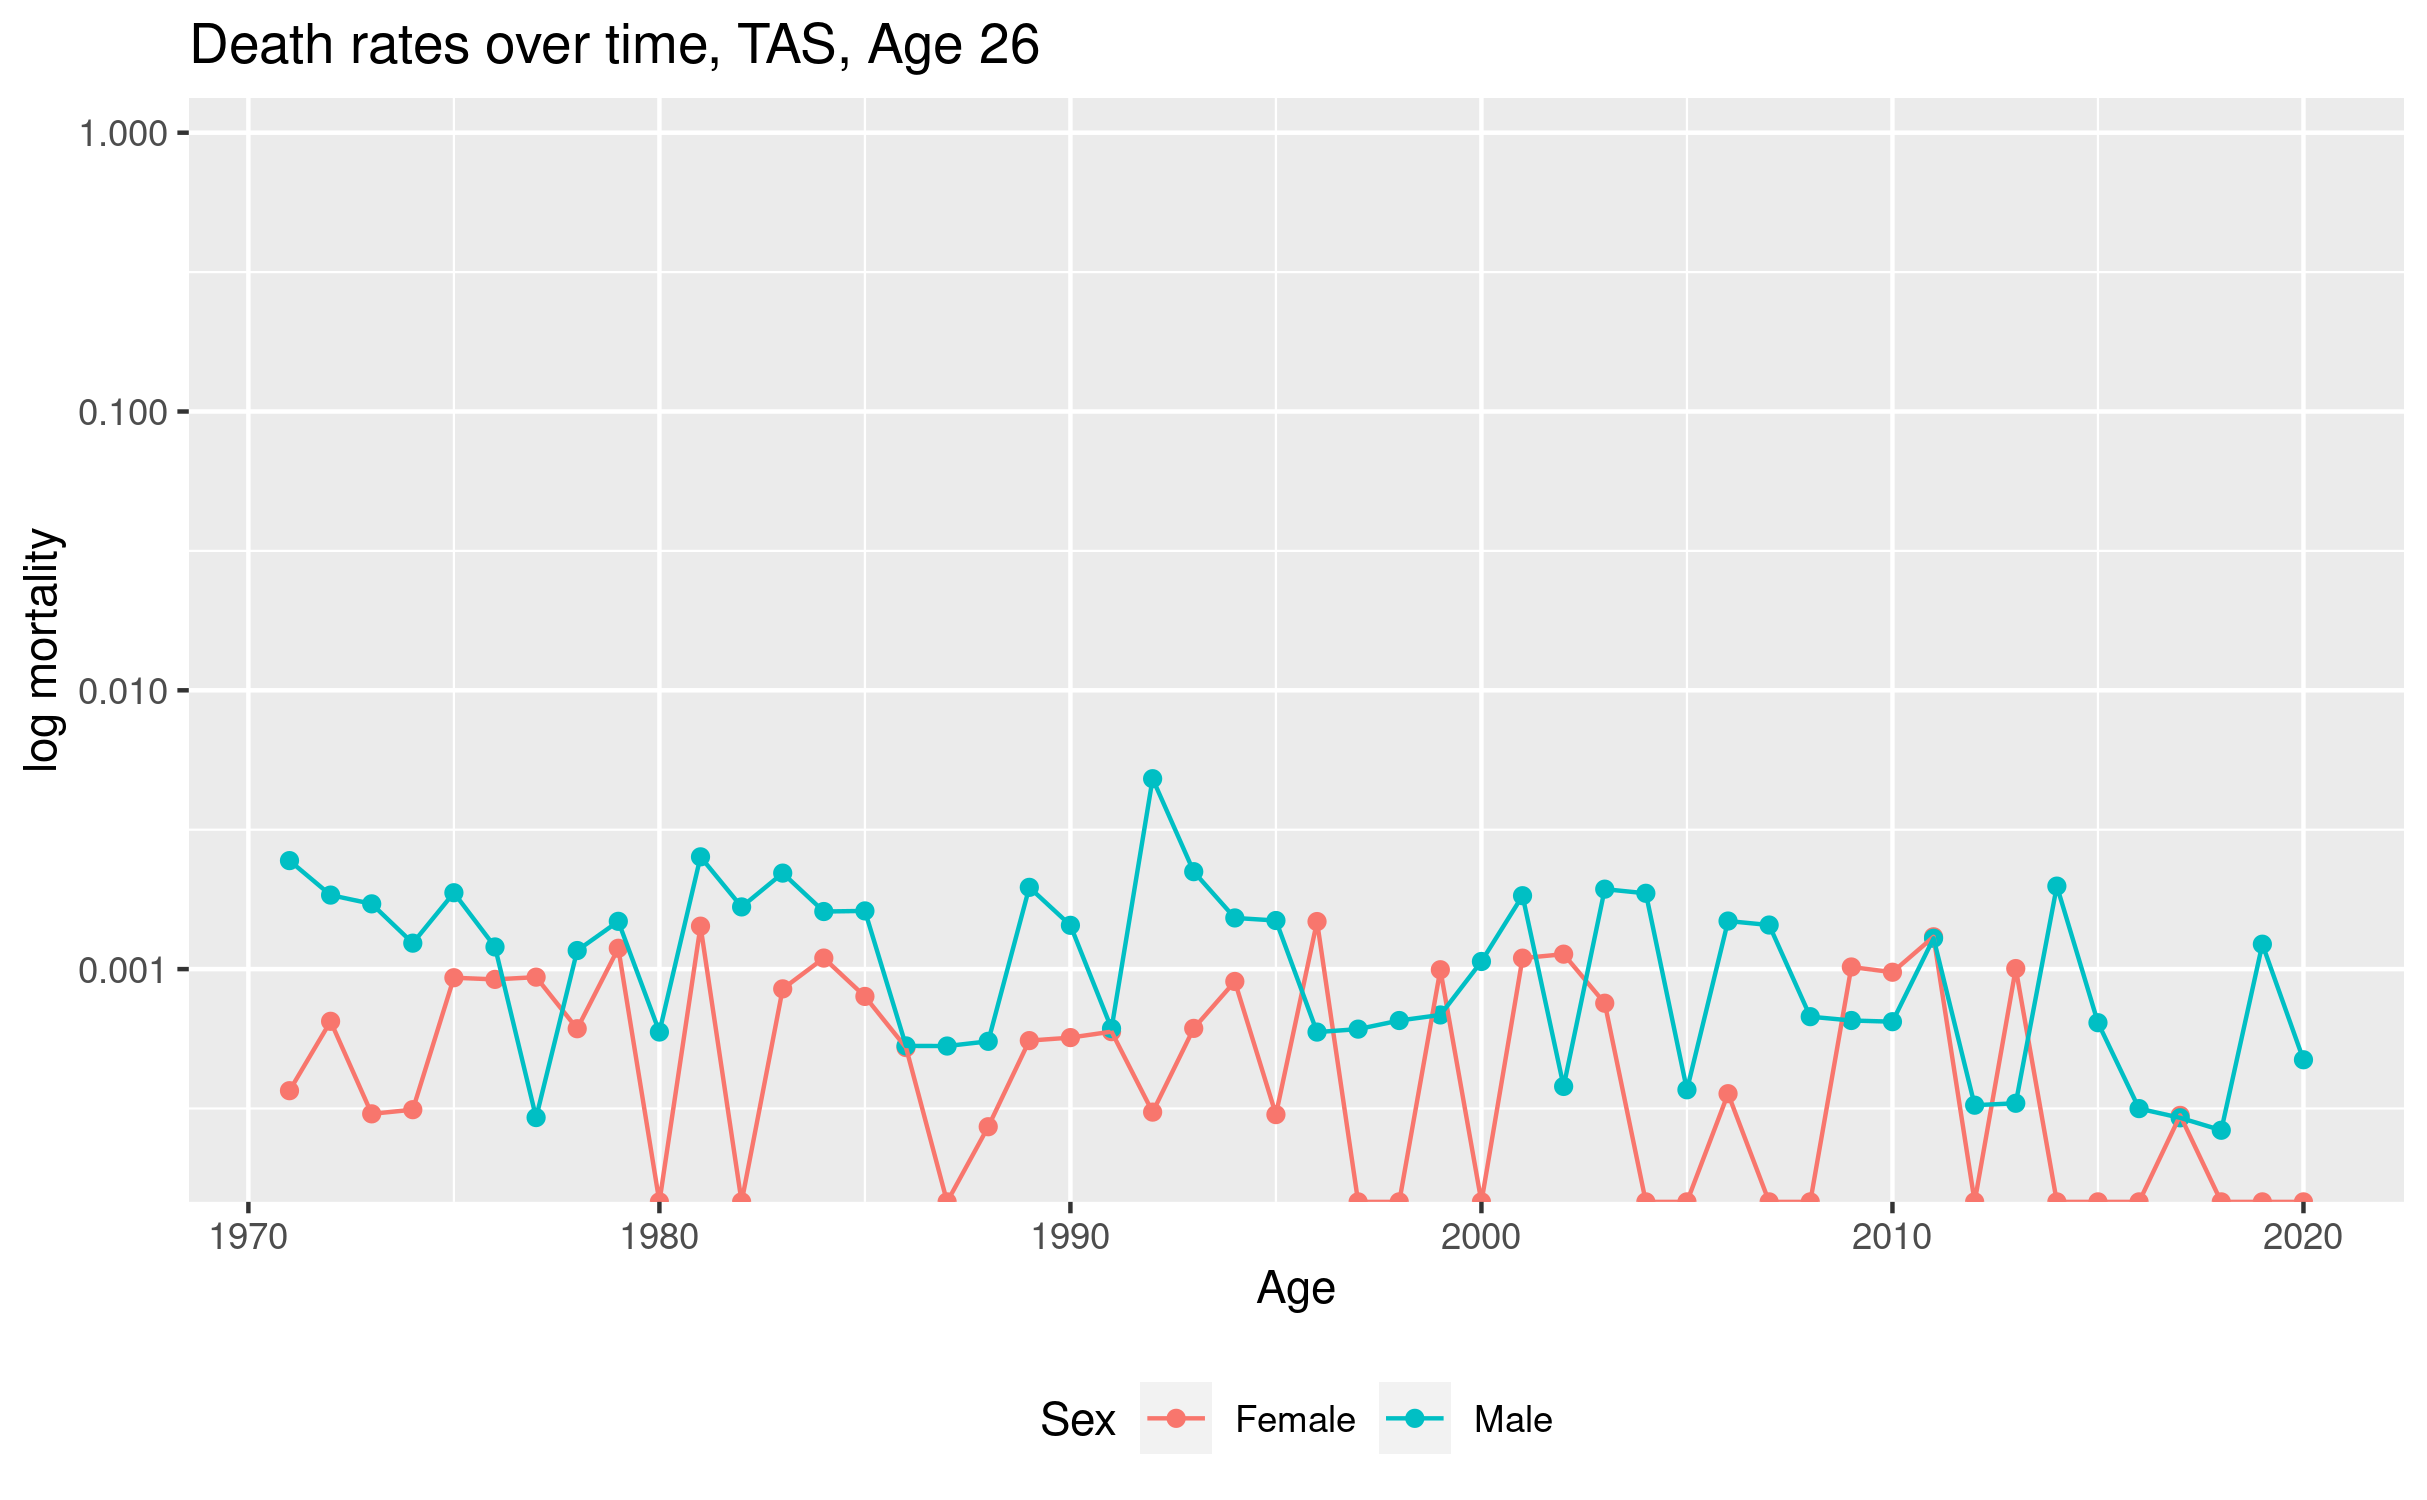 Death rates over time, TAS, Age 26
log mortality
1.000
0.100
0.010
0.001
1970 1980 1990 2000 2010 2020
Age
Sex Female Male